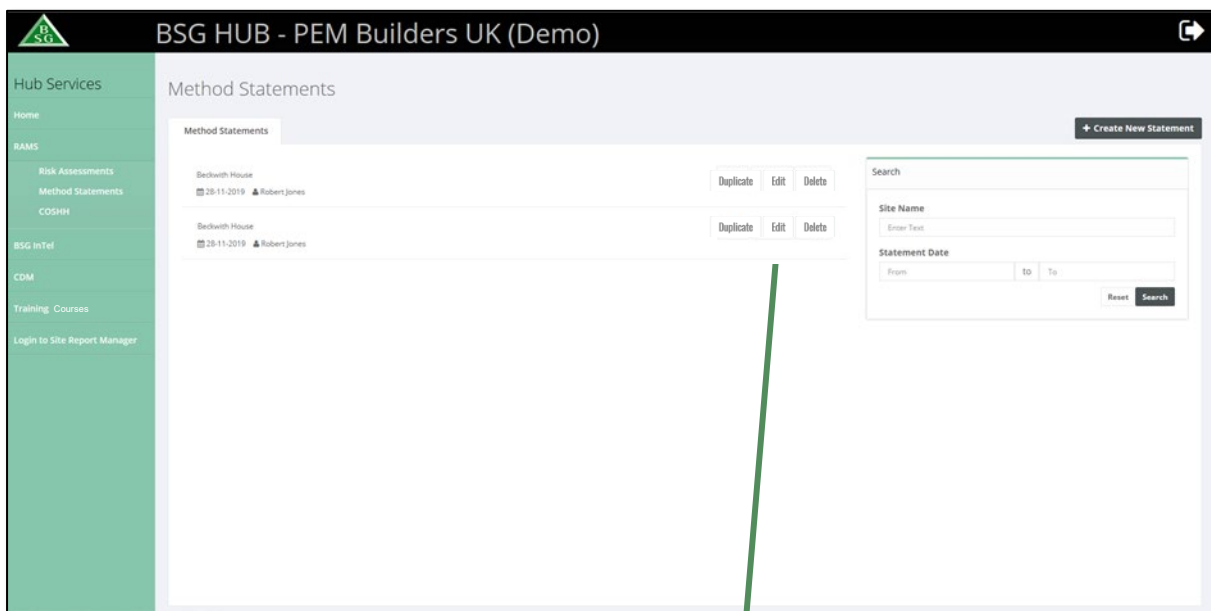 BSG
BSG HUB - PEM Builders UK (Demo)
Hub Services
Home
RAMS
Risk Assessments
Method Statements
COSHH
BSG InTel
CDM
Training Courses
Login to Site Report Manager
Method Statements
Method Statements
+ Create New Statement
Beckwith House
28-11-2019 Robert Jones
Duplicate Edit Delete
Beckwith House
28-11-2019 Robert Jones
Duplicate Edit Delete
Search
Site Name
Enter Text
Statement Date
From to To
Reset Search